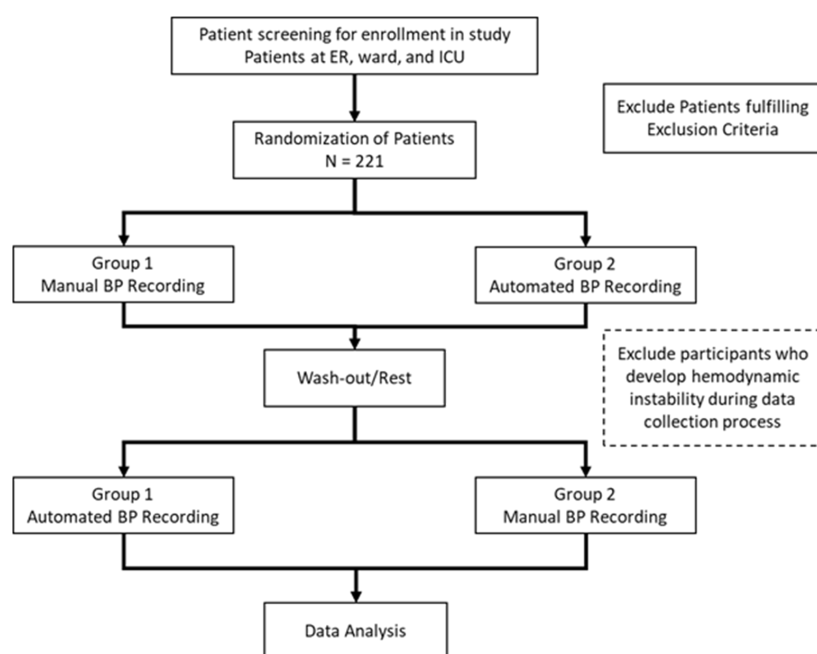 Patient screening for enrollment in study
Patients at ER, ward, and ICU
Exclude Patients fulfilling
Exclusion Criteria
Randomization of Patients
N = 221
Group 1
Manual BP Recording
Group 2
Automated BP Recording
Exclude participants who
develop hemodynamic
instability during data
collection process
Wash-out/Rest
Group 1
Automated BP Recording
Group 2
Manual BP Recording
Data Analysis